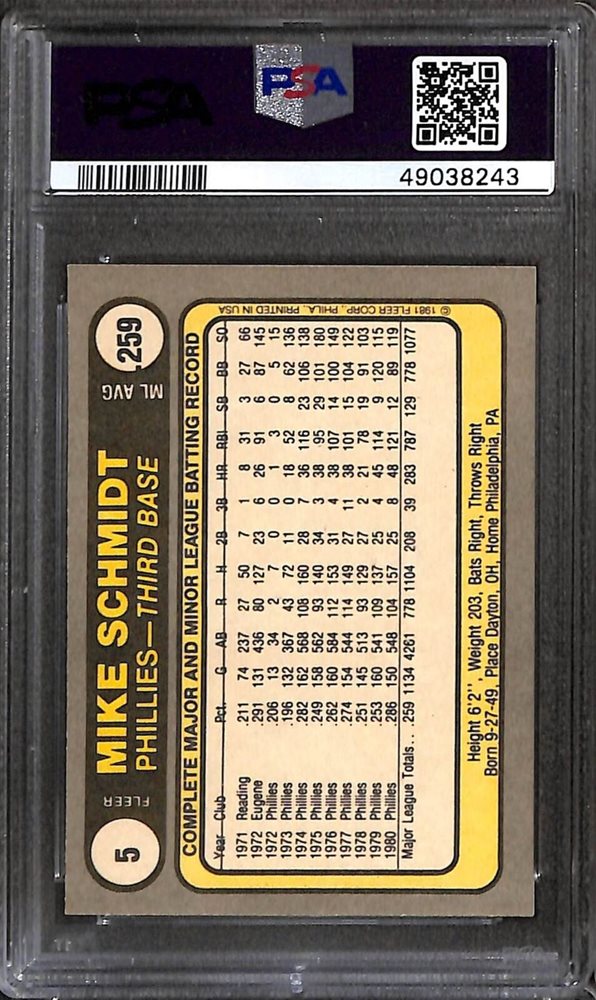 PSA
PSA
49038243
5
FLEER
MIKE SCHMIDT
PHILLIES—THIRD BASE
ML AVG
.259
COMPLETE MAJOR AND MINOR LEAGUE BATTING RECORD
Year Club Pct. G AB R H 2B 3B HR RBI SB BB SO
1971 Reading .211 74 237 27 50 7 1 8 31 3 27 66
1972 Eugene .291 131 436 80 127 23 6 26 91 6 87 145
1972 Phillies .206 13 34 2 7 0 0 1 3 0 5 15
1973 Phillies .196 132 367 43 72 11 0 18 52 8 62 136
1974 Phillies .282 162 568 108 160 28 7 36 116 23 106 138
1975 Phillies .249 158 562 93 140 34 3 38 95 29 101 180
1976 Phillies .262 160 584 112 153 31 4 38 107 14 100 149
1977 Phillies .274 154 544 114 149 27 11 38 101 15 104 122
1978 Phillies .251 145 513 93 129 27 2 21 78 19 91 103
1979 Phillies .253 160 541 109 137 25 4 45 114 9 120 115
1980 Phillies .286 150 548 104 157 25 8 48 121 12 89 119
Major League Totals. . .259 1134 4261 778 1104 208 39 283 787 129 778 1077
Height 6'2", Weight 203, Bats Right, Throws Right
Born 9-27-49, Place Dayton, OH, Home Philadelphia, PA
© 1981 FLEER CORP., PHILA., PRINTED IN USA